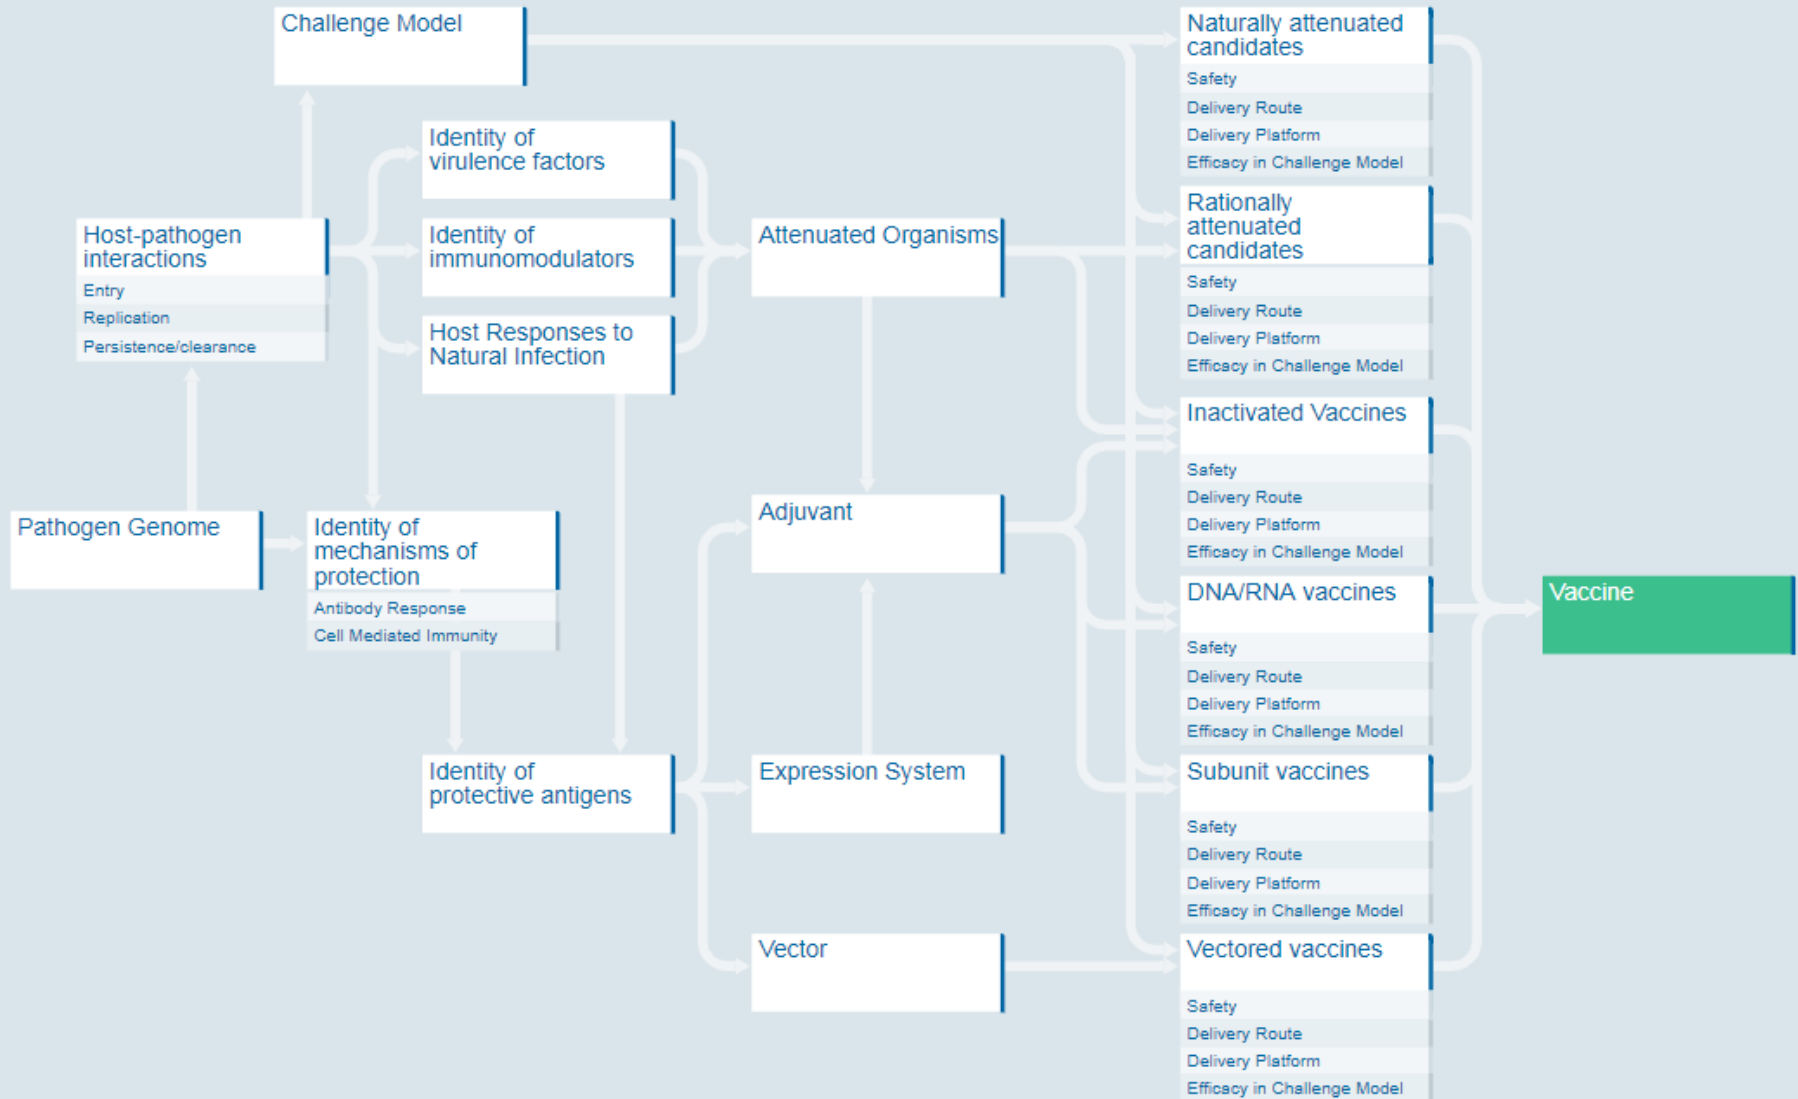 Challenge Model
Naturally attenuated
candidates
Safety
Delivery Route
Delivery Platform
Efficacy in Challenge Model
Identity of
virulence factors
Rationally
attenuated
candidates
Safety
Delivery Route
Delivery Platform
Efficacy in Challenge Model
Host-pathogen
interactions
Entry
Replication
Persistence/clearance
Identity of
immunomodulators
Attenuated Organisms
Host Responses to
Natural Infection
Inactivated Vaccines
Safety
Delivery Route
Delivery Platform
Efficacy in Challenge Model
Pathogen Genome
Identity of
mechanisms of
protection
Antibody Response
Cell Mediated Immunity
Adjuvant
DNA/RNA vaccines
Safety
Delivery Route
Delivery Platform
Efficacy in Challenge Model
Vaccine
Identity of
protective antigens
Expression System
Subunit vaccines
Safety
Delivery Route
Delivery Platform
Efficacy in Challenge Model
Vector
Vectored vaccines
Safety
Delivery Route
Delivery Platform
Efficacy in Challenge Model